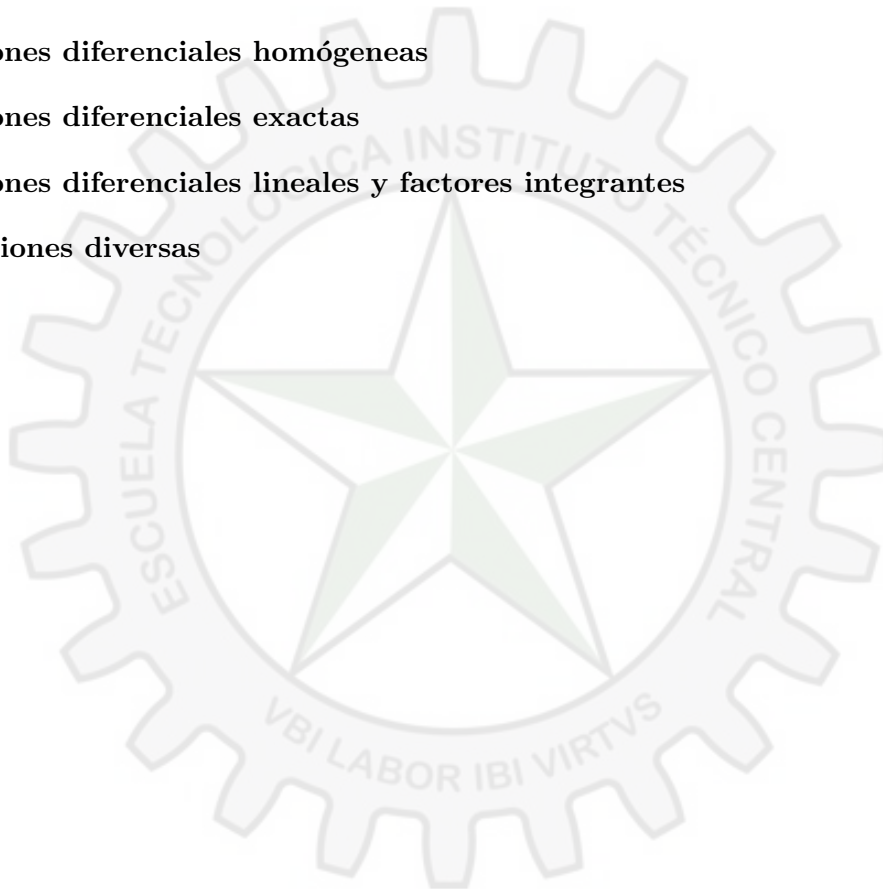 ones diferenciales homógeneas
ones diferenciales exactas
ones diferenciales lineales y factores integrantes
iones diversas
ESCUELA TECNOLÓGICA INSTITUTO TÉCNICO CENTRAL
VBI LABOR IBI VIRTVS